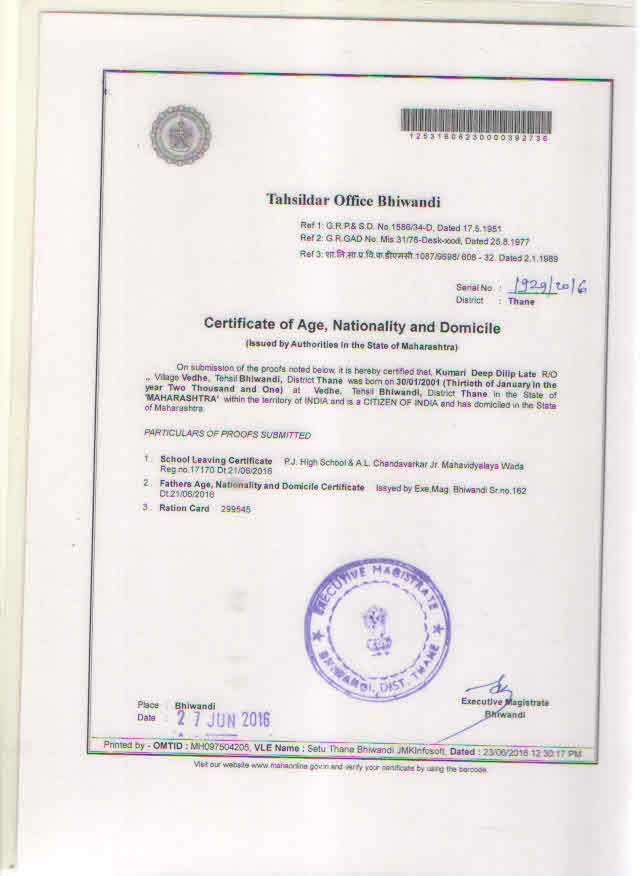 12531606230000392736
Tahsildar Office Bhiwandi
Ref 1: G.R.P.& S.D. No.1586/34-D, Dated 17.5.1951
Ref 2: G.R.GAD No. Mis 31/76-Desk-xxxii, Dated 25.8.1977
Ref 3: शा.नि.सा.प्र.वि.क्र.डीएमसी.1087/9698/ 608 - 32. Dated 2.1.1989
Serial No. : 1929/2016
District : Thane
Certificate of Age, Nationality and Domicile
(Issued by Authorities in the State of Maharashtra)
On submission of the proofs noted below, it is hereby certified that, Kumari Deep Dilip Late R/O
,, Village Vedhe, Tehsil Bhiwandi, District Thane was born on 30/01/2001 (Thirtieth of January in the
year Two Thousand and One) at Vedhe, Tehsil Bhiwandi, District Thane in the State of
'MAHARASHTRA' within the territory of INDIA and is a CITIZEN OF INDIA and has domiciled in the State
of Maharashtra.
PARTICULARS OF PROOFS SUBMITTED
1. School Leaving Certificate P.J. High School & A.L. Chandavarkar Jr. Mahavidyalaya Wada
Reg.no.17170 Dt.21/06/2016
2. Fathers Age, Nationality and Domicile Certificate Issyed by Exe.Mag. Bhiwandi Sr.no.162
Dt.21/06/2016
3. Ration Card 299545
EXECUTIVE MAGISTRATE
BHIWANDI, DIST. THANE
Place : Bhiwandi
Date : 27 JUN 2016
Executive Magistrate
Bhiwandi
Printed by - OMTID : MH097504205, VLE Name : Setu Thane Bhiwandi JMKInfosoft, Dated : 23/06/2016 12:30:17 PM
Visit our website www.mahaonline.gov.in and verify your certificate by using the barcode.